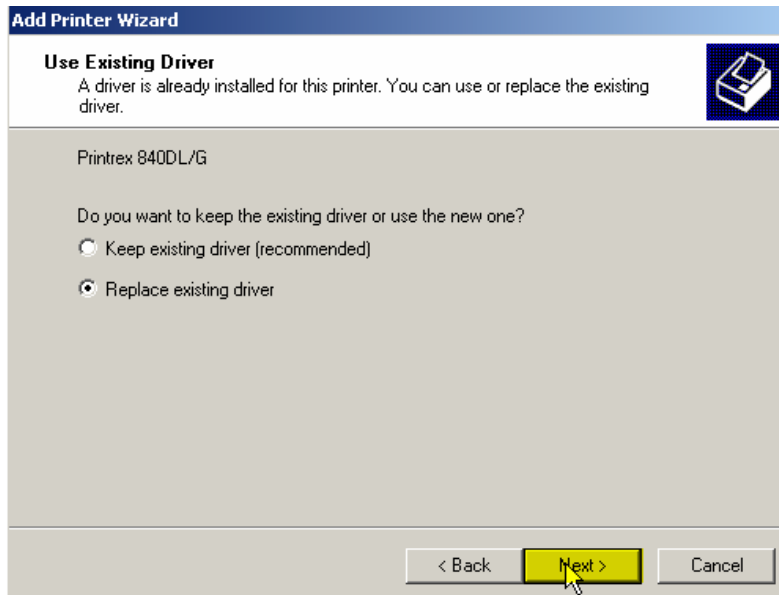 Add Printer Wizard
Use Existing Driver
A driver is already installed for this printer. You can use or replace the existing
driver.
Printrex 840DL/G
Do you want to keep the existing driver or use the new one?
Keep existing driver (recommended)
Replace existing driver
< Back Next > Cancel